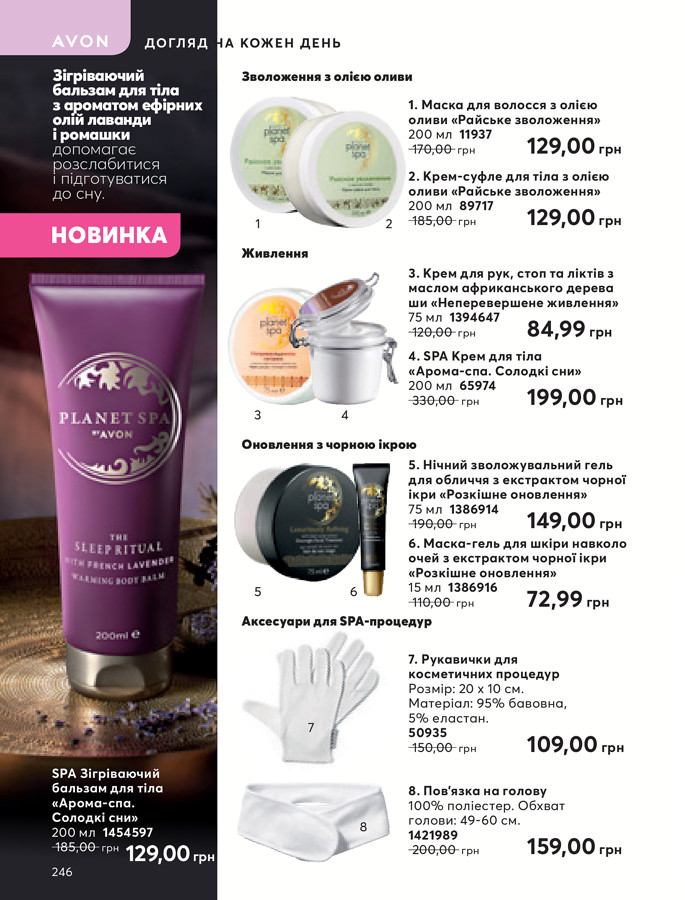 AVON
ДОГЛЯД НА КОЖЕН ДЕНЬ
Зігріваючий
бальзам для тіла
з ароматом ефірних
олій лаванди
і ромашки
допомагає
розслабитися
і підготуватися
до сну.
НОВИНКА
PLANET SPA
BY AVON
THE
SLEEP RITUAL
WITH FRENCH LAVENDER
WARMING BODY BALM
200ml e
SPA Зігріваючий
бальзам для тіла
«Арома-спа.
Солодкі сни»
200 мл 1454597
185,00 грн
129,00 грн
246
Зволоження з олією оливи
planet
spa
planet
spa
1
2
1. Маска для волосся з олією
оливи «Райське зволоження»
200 мл 11937
170,00 грн
129,00 грн
2. Крем-суфле для тіла з олією
оливи «Райське зволоження»
200 мл 89717
185,00 грн
129,00 грн
Живлення
planet
spa
3
4
3. Крем для рук, стоп та ліктів з
маслом африканського дерева
ши «Неперевершене живлення»
75 мл 1394647
120,00 грн
84,99 грн
4. SPA Крем для тіла
«Арома-спа. Солодкі сни»
200 мл 65974
330,00 грн
199,00 грн
Оновлення з чорною ікрою
planet
spa
Luxuriously Refining
75ml e
planet
spa
5
6
5. Нічний зволожувальний гель
для обличчя з екстрактом чорної
ікри «Розкішне оновлення»
75 мл 1386914
190,00 грн
149,00 грн
6. Маска-гель для шкіри навколо
очей з екстрактом чорної ікри
«Розкішне оновлення»
15 мл 1386916
110,00 грн
72,99 грн
Аксесуари для SPA-процедур
7
7. Рукавички для
косметичних процедур
Розмір: 20 х 10 см.
Матеріал: 95% бавовна,
5% еластан.
50935
150,00 грн
109,00 грн
8
8. Пов’язка на голову
100% поліестер. Обхват
голови: 49-60 см.
1421989
200,00 грн
159,00 грн